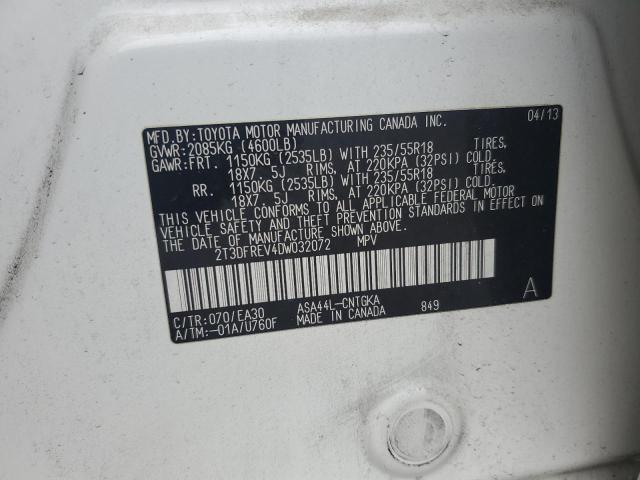 MFD.BY:TOYOTA MOTOR MANUFACTURING CANADA INC. 04/13
GVWR:2085KG (4600LB)
GAWR:FRT. 1150KG (2535LB) WITH 235/55R18 TIRES,
18X7. 5J RIMS, AT 220KPA (32PSI) COLD.
RR. 1150KG (2535LB) WITH 235/55R18 TIRES,
18X7. 5J RIMS, AT 220KPA (32PSI) COLD.
THIS VEHICLE CONFORMS TO ALL APPLICABLE FEDERAL MOTOR
VEHICLE SAFETY AND THEFT PREVENTION STANDARDS IN EFFECT ON
THE DATE OF MANUFACTURE SHOWN ABOVE.
2T3DFREV4DW032072 MPV
C/TR:070/EA30 ASA44L-CNTGKA A
A/TM:-01A/U760F MADE IN CANADA 849